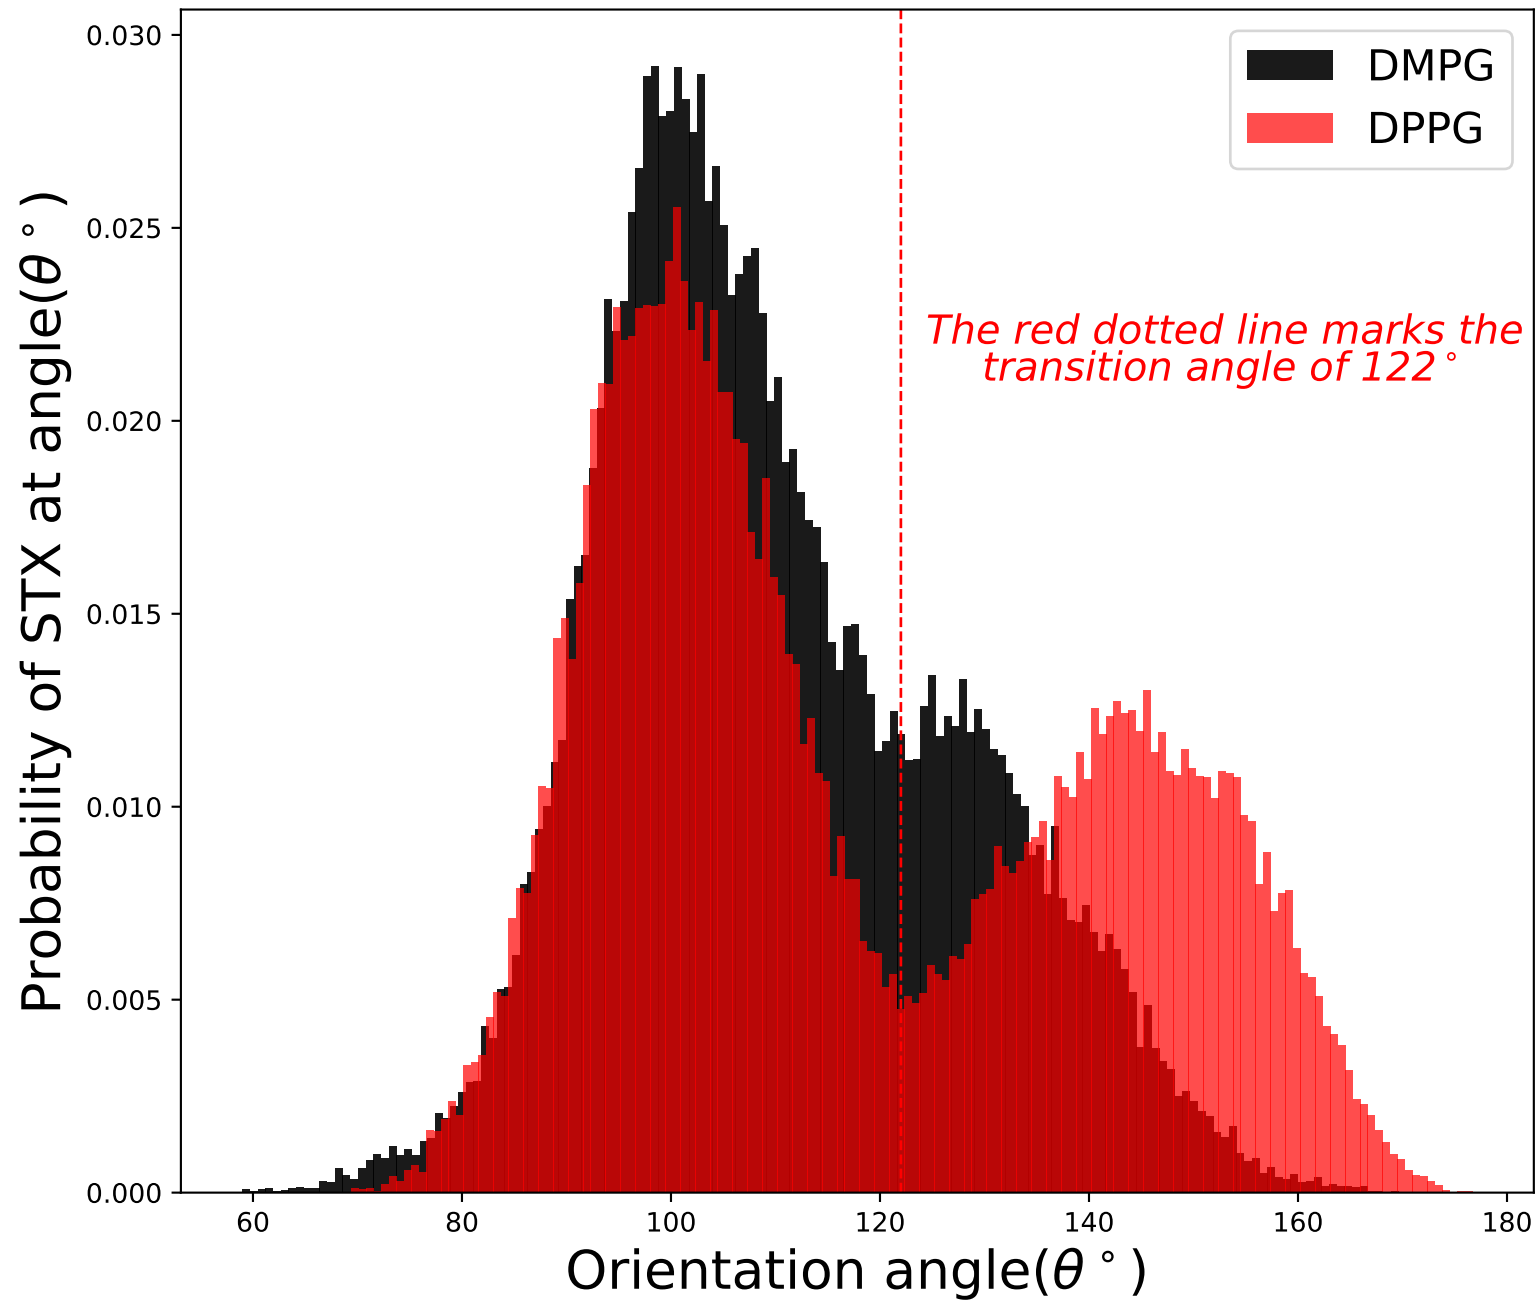 0.030
0.025
0.020
0.015
0.010
0.005
0.000
Probability of STX at angle(θ°)
DMPG
DPPG
The red dotted line marks the
transition angle of 122°
60 80 100 120 140 160 180
Orientation angle(θ°)